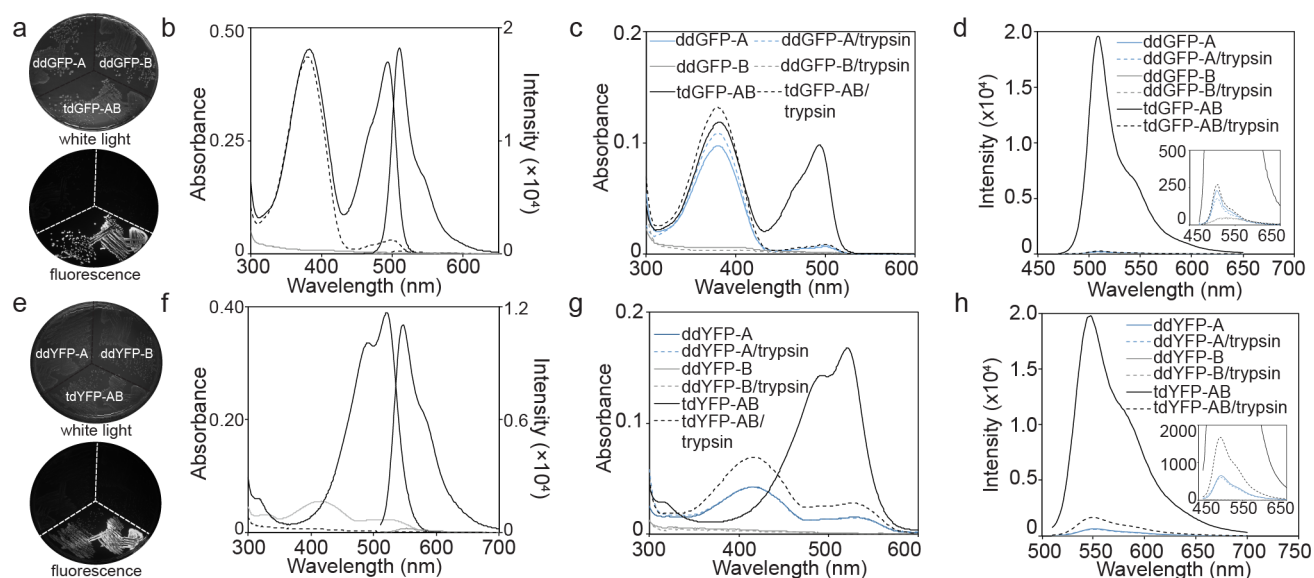 a
ddGFP-A
ddGFP-B
tdGFP-AB
white light
fluorescence
b
0.50
0.25
0
Absorbance
2
1
0
Intensity (×10⁴)
300
400
500
600
Wavelength (nm)
c
0.2
0.1
0
Absorbance
ddGFP-A
ddGFP-A/trypsin
ddGFP-B
ddGFP-B/trypsin
tdGFP-AB
tdGFP-AB/
trypsin
300
400
500
600
Wavelength (nm)
d
2.0
1.5
1.0
0.5
0
Intensity (x10⁴)
ddGFP-A
ddGFP-A/trypsin
ddGFP-B
ddGFP-B/trypsin
tdGFP-AB
tdGFP-AB/trypsin
500
250
0
450
550
650
450
500
550
600
650
700
Wavelength (nm)
e
ddYFP-A
ddYFP-B
tdYFP-AB
white light
fluorescence
f
0.40
0.20
0
Absorbance
1.2
0.6
0
Intensity (×10⁴)
300
400
500
600
700
Wavelength (nm)
g
0.2
0.1
0
Absorbance
ddYFP-A
ddYFP-A/trypsin
ddYFP-B
ddYFP-B/trypsin
tdYFP-AB
tdYFP-AB/
trypsin
300
400
500
600
Wavelength (nm)
h
2.0
1.5
1.0
0.5
0
Intensity (x10⁴)
ddYFP-A
ddYFP-A/trypsin
ddYFP-B
ddYFP-B/trypsin
tdYFP-AB
tdYFP-AB/trypsin
2000
1000
0
450
550
650
500
550
600
650
700
750
Wavelength (nm)